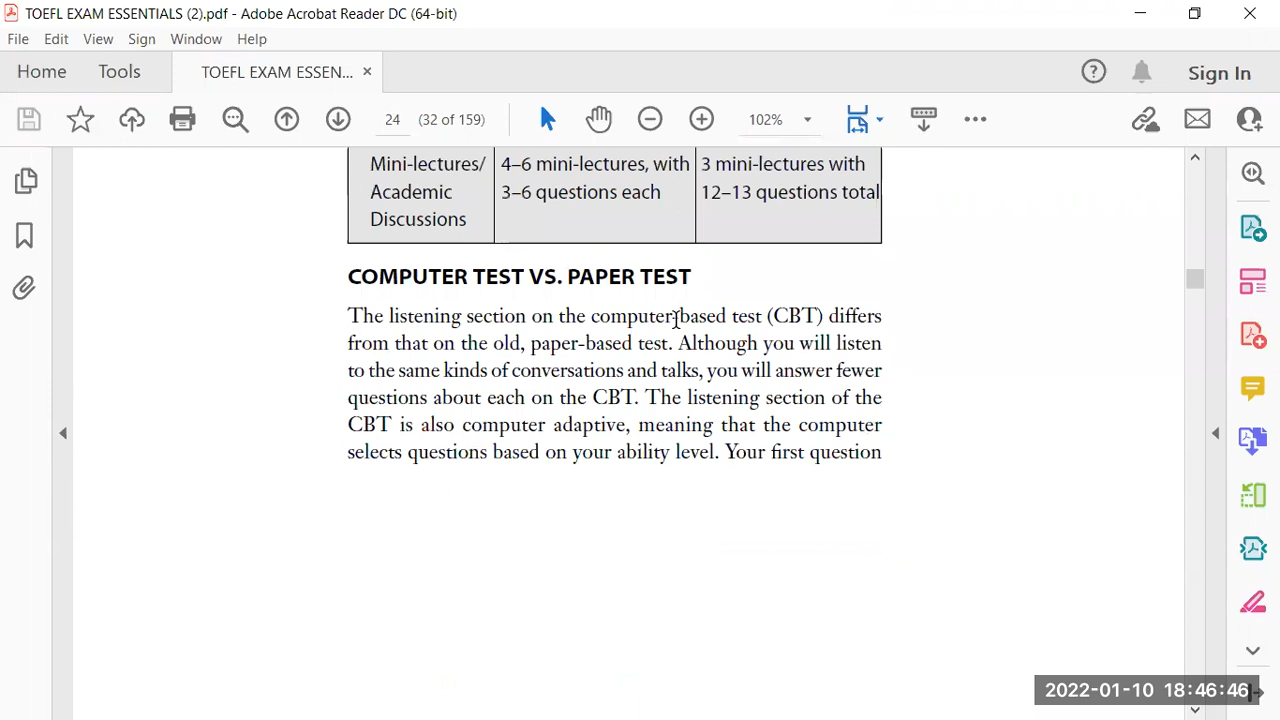 TOEFL EXAM ESSENTIALS (2).pdf - Adobe Acrobat Reader DC (64-bit)
File Edit View Sign Window Help
Home Tools TOEFL EXAM ESSEN... × Sign In
24 (32 of 159) 102%
Mini-lectures/ 4–6 mini-lectures, with 3 mini-lectures with
Academic 3–6 questions each 12–13 questions total
Discussions
COMPUTER TEST VS. PAPER TEST
The listening section on the computer-based test (CBT) differs
from that on the old, paper-based test. Although you will listen
to the same kinds of conversations and talks, you will answer fewer
questions about each on the CBT. The listening section of the
CBT is also computer adaptive, meaning that the computer
selects questions based on your ability level. Your first question
2022-01-10 18:46:46